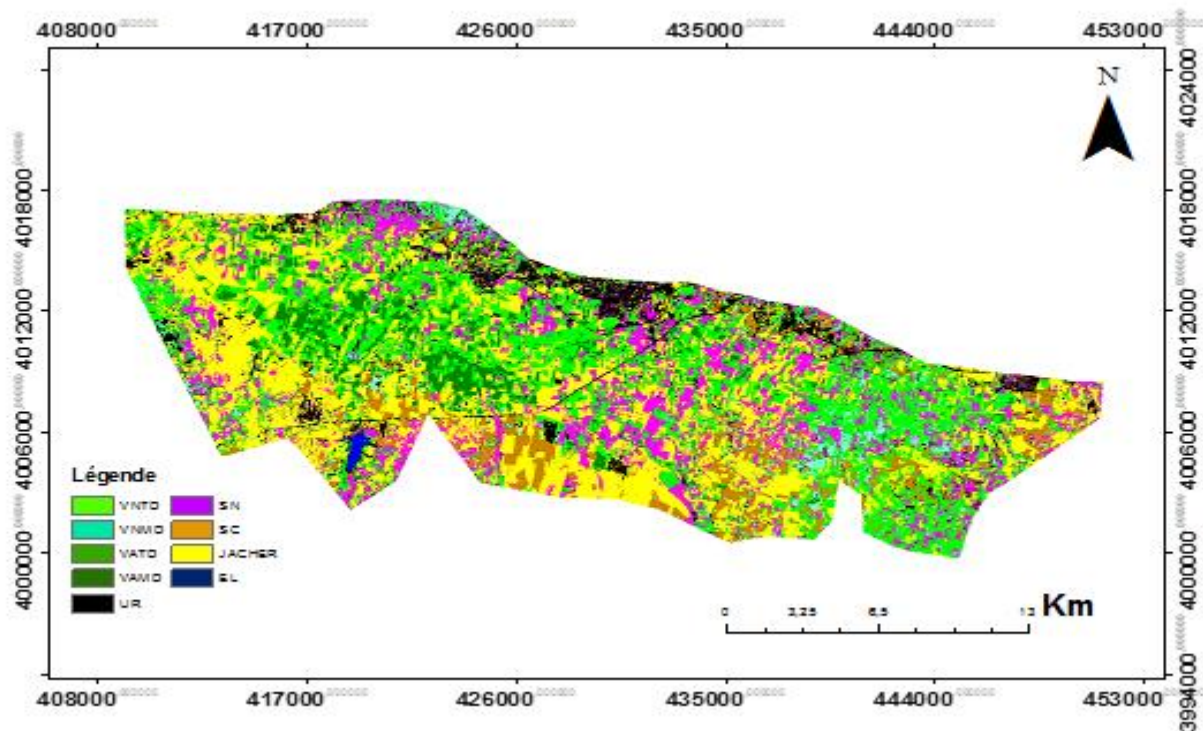 408000 417000 426000 435000 444000 453000
4024000
4018000 4018000
N
4012000 4012000
4006000 4006000
Légende
VNTO SN
VNMO SC
VATO JACHER
VAMO EL
UR
4000000 4000000
0 3,25 6,5 13 Km
3994000
408000 417000 426000 435000 444000 453000